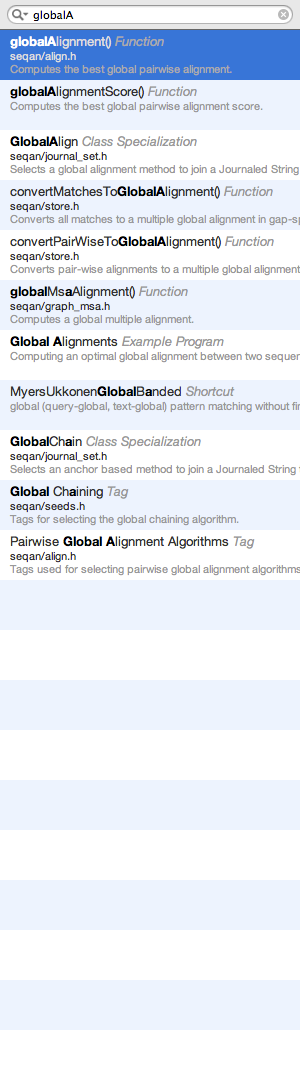 globalA
globalAlignment() Function
seqan/align.h
Computes the best global pairwise alignment.
globalAlignmentScore() Function
Computes the best global pairwise alignment score.
GlobalAlign Class Specialization
seqan/journal_set.h
Selects a global alignment method to join a Journaled String
convertMatchesToGlobalAlignment() Function
seqan/store.h
Converts all matches to a multiple global alignment in gap-sp
convertPairWiseToGlobalAlignment() Function
seqan/store.h
Converts pair-wise alignments to a multiple global alignment
globalMsaAlignment() Function
seqan/graph_msa.h
Computes a global multiple alignment.
Global Alignments Example Program
Computing an optimal global alignment between two sequen
MyersUkkonenGlobalBanded Shortcut
global (query-global, text-global) pattern matching without fin
GlobalChain Class Specialization
seqan/journal_set.h
Selects an anchor based method to join a Journaled String
Global Chaining Tag
seqan/seeds.h
Tags for selecting the global chaining algorithm.
Pairwise Global Alignment Algorithms Tag
seqan/align.h
Tags used for selecting pairwise global alignment algorithms